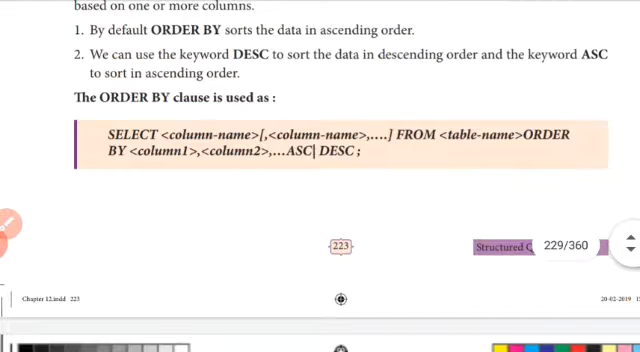 based on one or more columns.
1. By default ORDER BY sorts the data in ascending order.
2. We can use the keyword DESC to sort the data in descending order and the keyword ASC
to sort in ascending order.
The ORDER BY clause is used as :
SELECT <column-name>[,<column-name>,….] FROM <table-name>ORDER
BY <column1>,<column2>,…ASC| DESC ;
223
Structured
229/360
Chapter 12.indd 223
20-02-2019